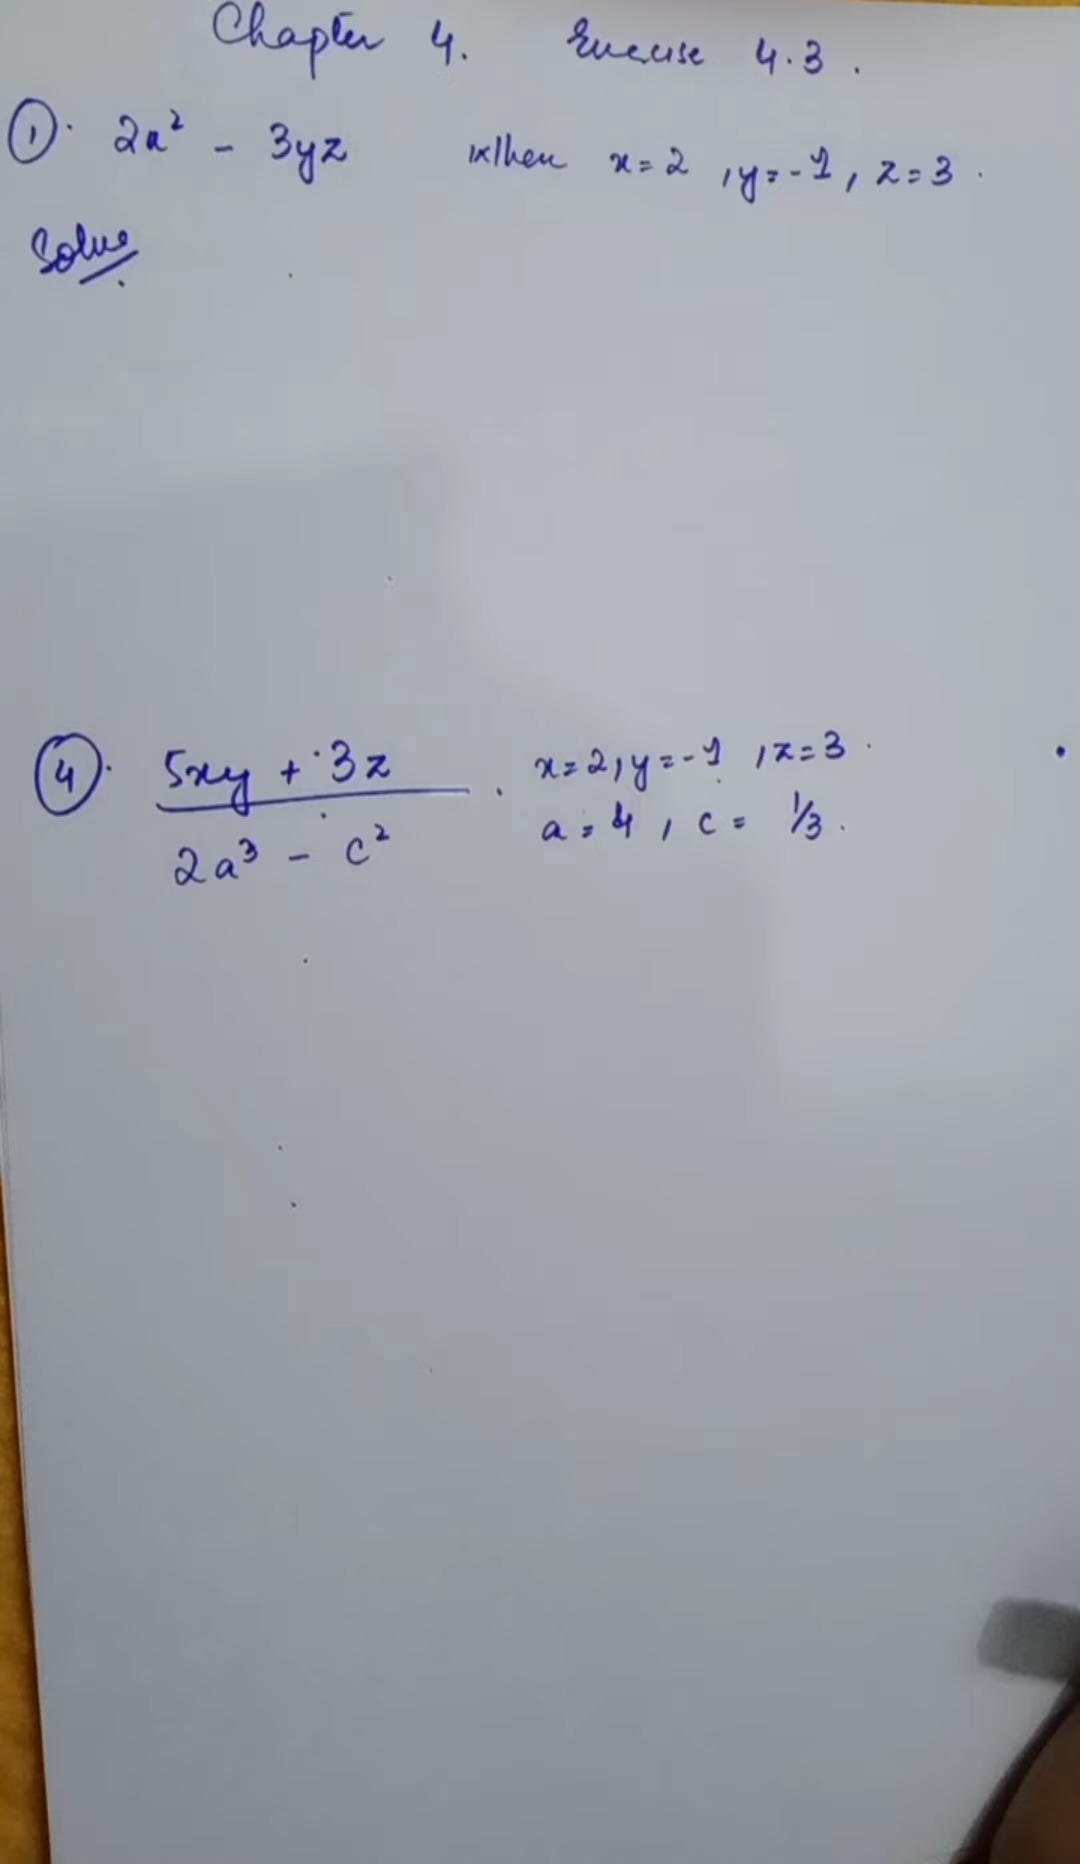 Chapter 4. Exercise 4.3.
①. 2x² - 3yz when x=2, y=-1, z=3.
Solve
④. 5xy + 3z x=2, y=-1, z=3.
2a³ - c² a=4, c= 1/3.